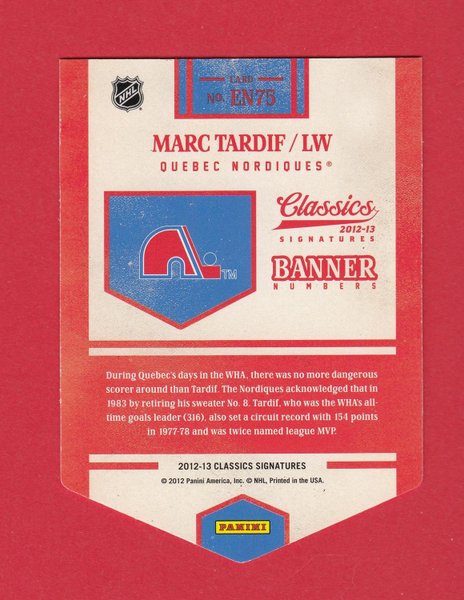 NHL
CARD
NO. EN75
MARC TARDIF / LW
QUEBEC NORDIQUES®
TM
Classics
2012-13
SIGNATURES
BANNER
NUMBERS
During Quebec's days in the WHA, there was no more dangerous
scorer around than Tardif. The Nordiques acknowledged that in
1983 by retiring his sweater No. 8. Tardif, who was the WHA's all-
time goals leader (316), also set a circuit record with 154 points
in 1977-78 and was twice named league MVP.
2012-13 CLASSICS SIGNATURES
© 2012 Panini America, Inc. © NHL, Printed in the USA.
PANINI